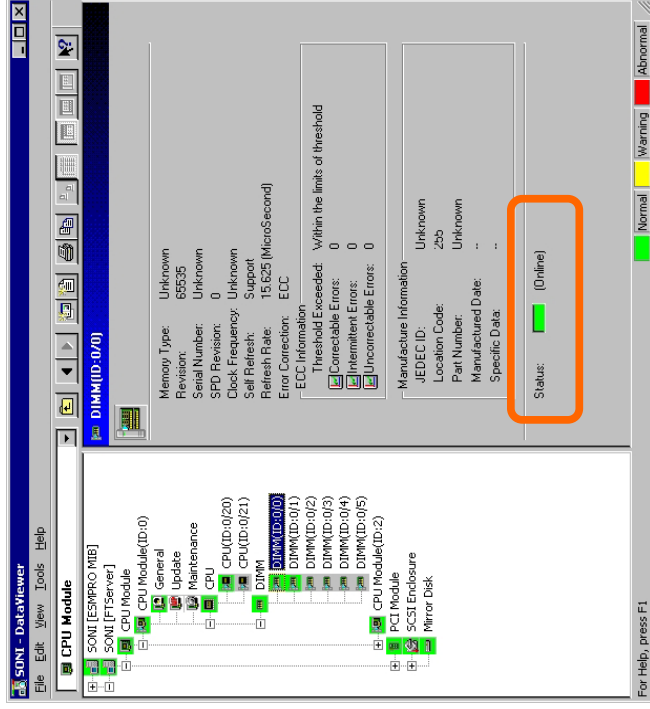 SONI - DataViewer
File Edit View Tools Help
CPU Module
SONI [ESMPRO MIB]
SONI [FTServer]
CPU Module
CPU Module(ID:0)
General
Update
Maintenance
CPU
CPU(ID:0/20)
CPU(ID:0/21)
DIMM
DIMM(ID:0/0)
DIMM(ID:0/1)
DIMM(ID:0/2)
DIMM(ID:0/3)
DIMM(ID:0/4)
DIMM(ID:0/5)
CPU Module(ID:2)
PCI Module
SCSI Enclosure
Mirror Disk
DIMM(ID:0/0)
Memory Type: Unknown
Revision: 65535
Serial Number: Unknown
SPD Revision: 0
Clock Frequency: Unknown
Self Refresh: Support
Refresh Rate: 15.625 (MicroSecond)
Error Correction: ECC
ECC Information
Threshold Exceeded: Within the limits of threshold
Correctable Errors: 0
Intermittent Errors: 0
Uncorrectable Errors: 0
Manufacture Information
JEDEC ID: Unknown
Location Code: 255
Part Number: Unknown
Manufactured Date: --
Specific Data: --
Status: (Online)
For Help, press F1
Normal Warning Abnormal